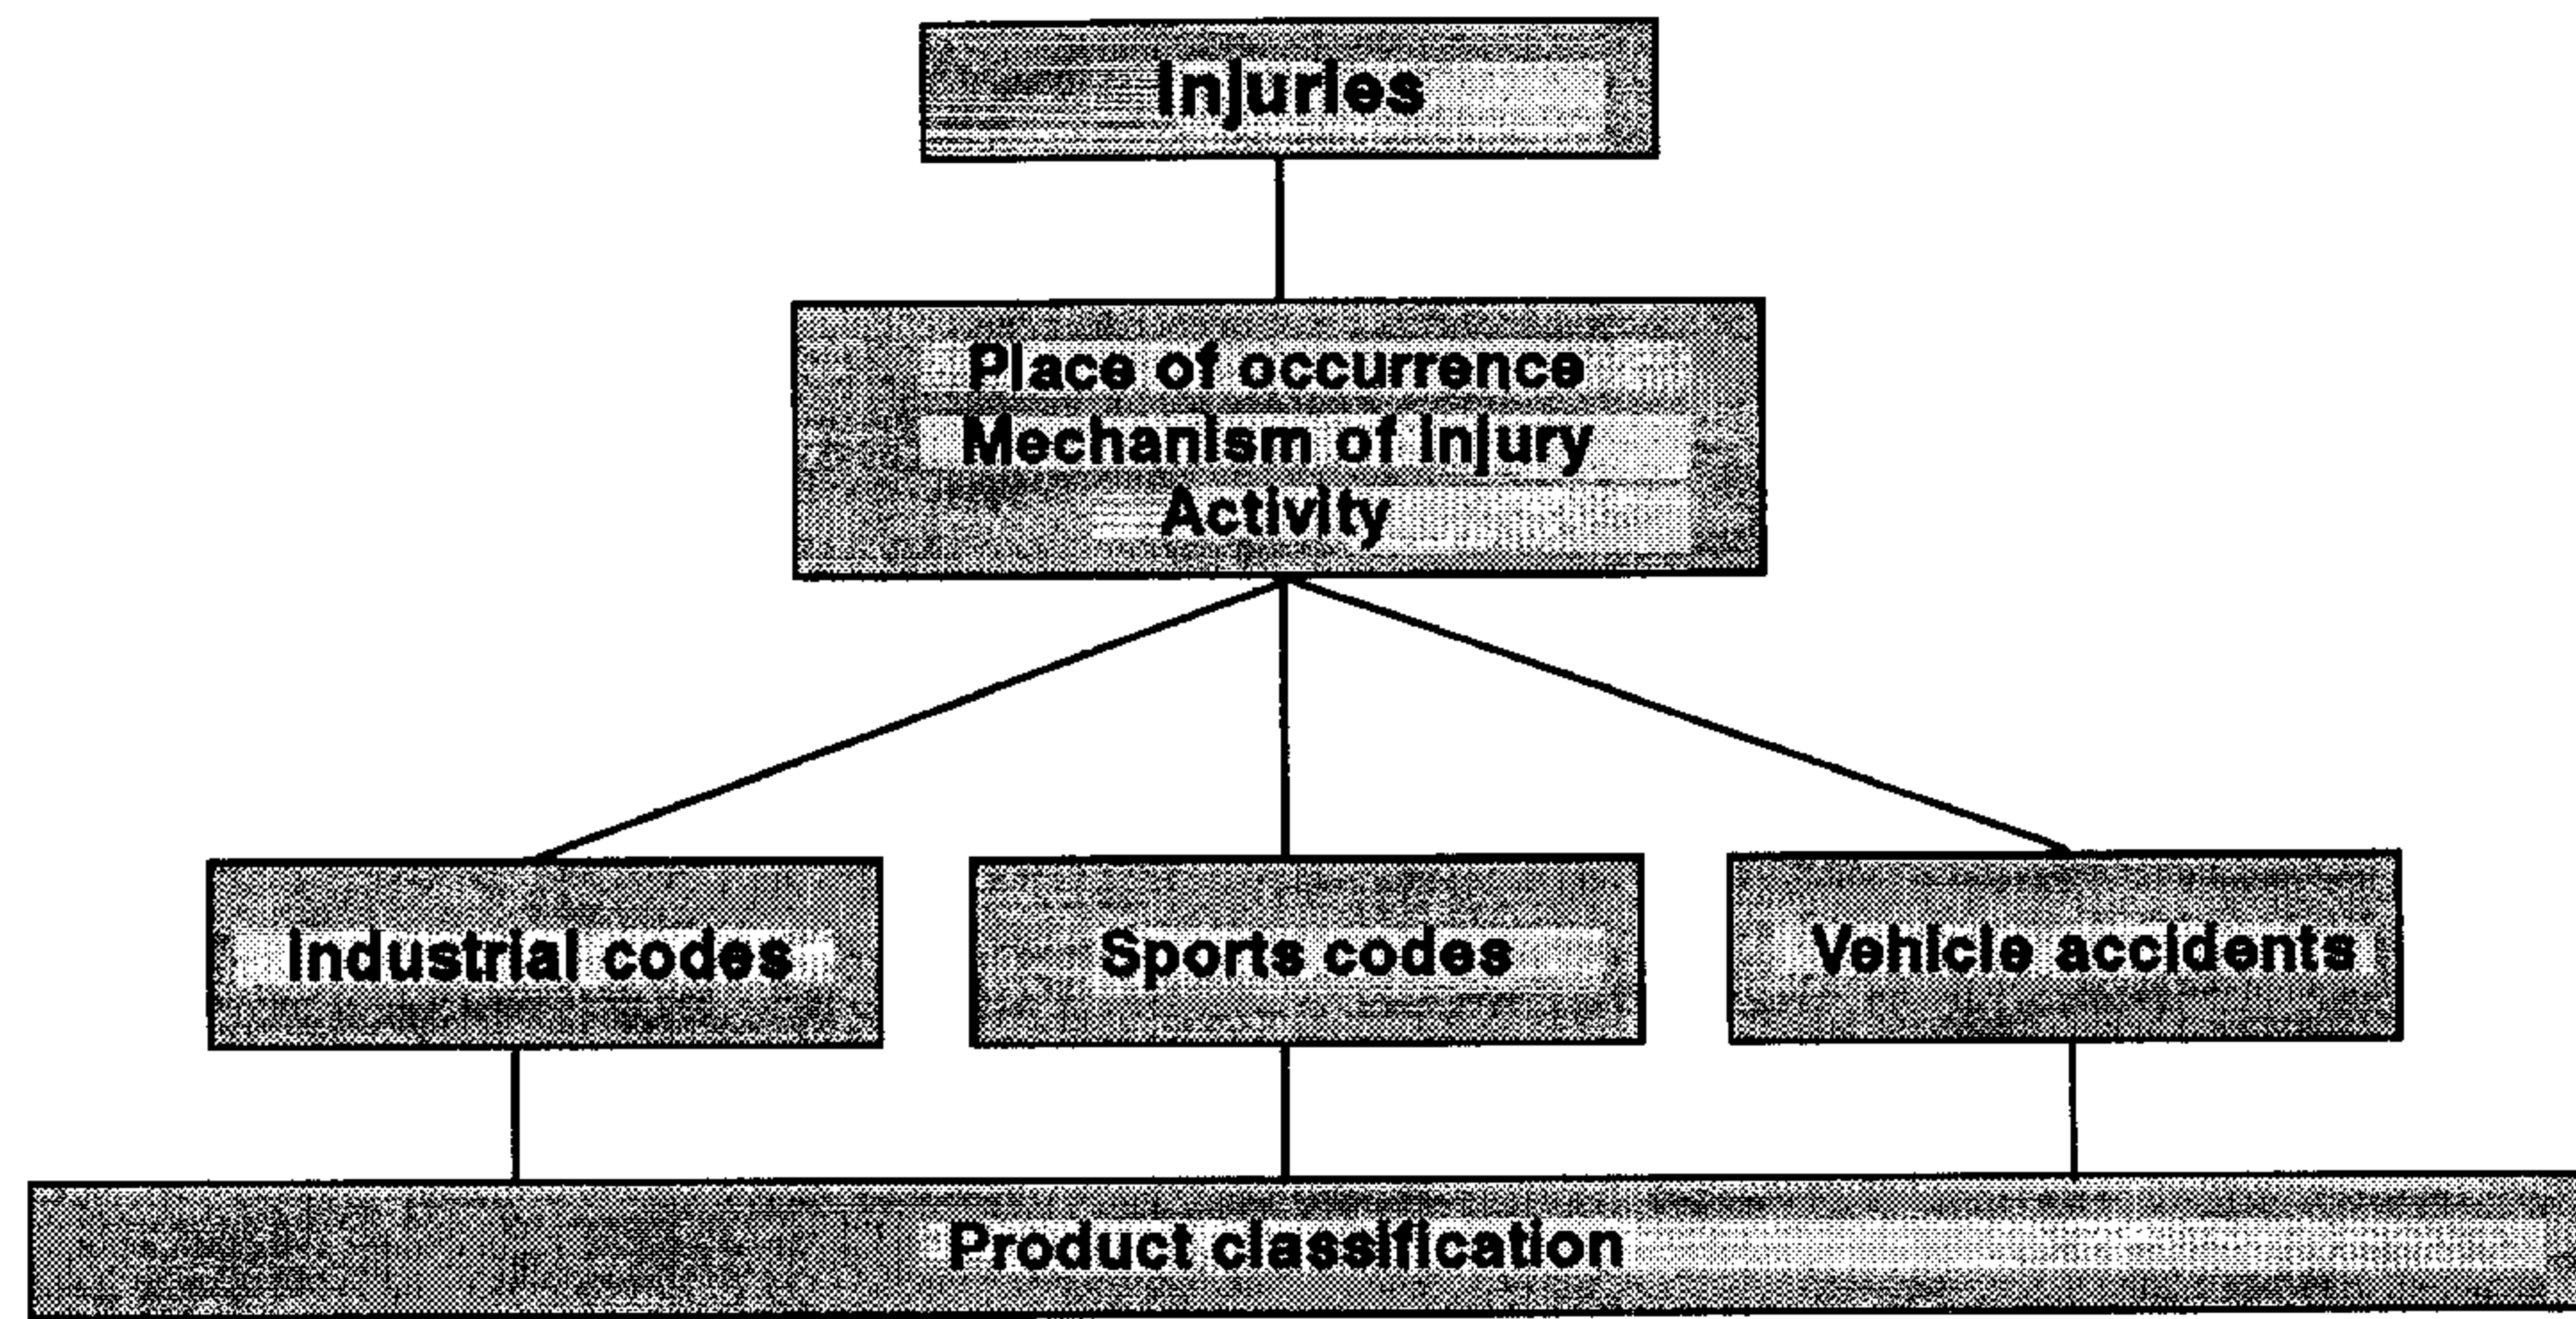 Injuries
Place of occurrence
Mechanism of injury
Activity
Industrial codes
Sports codes
Vehicle accidents
Product classification